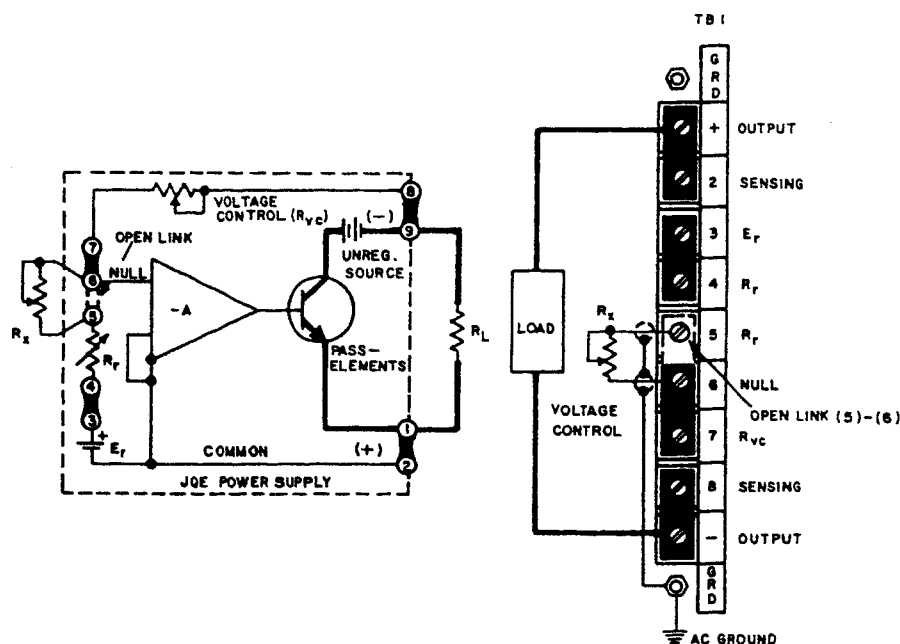 TB1
GRD
+ OUTPUT
2 SENSING
3 Er
4 Rr
5 Rr
6 NULL
7 RVC
8 SENSING
− OUTPUT
GRD
AC GROUND
LOAD
Rx
VOLTAGE
CONTROL
OPEN LINK (5)-(6)
8
VOLTAGE
CONTROL (RVC)
(−)
9
7
OPEN LINK
UNREG.
SOURCE
6
NULL
-A
Rx
5
RL
PASS-
ELEMENTS
Rr
4
3
1
+
Er
COMMON
(+)
2
JQE POWER SUPPLY